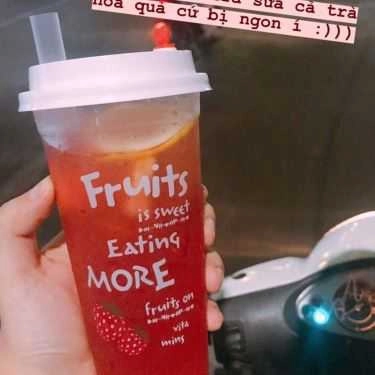 sữa cả trà
hoa quả cứ bị ngon í :)))
Fruits
is sweet
Eating
MORE
fruits on
vita
mins